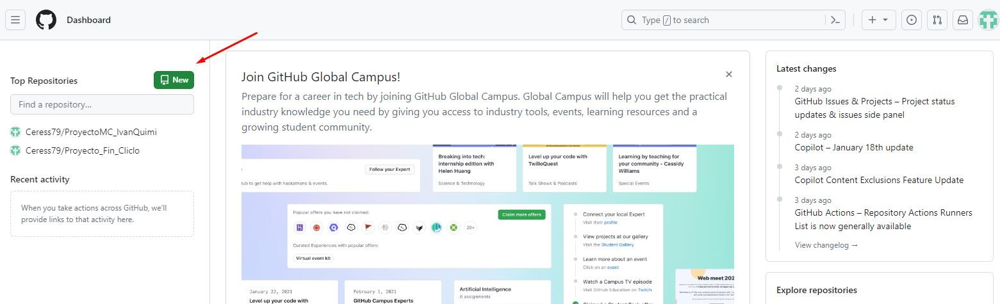 Dashboard
Type / to search
Top Repositories
New
Find a repository...
Ceress79/ProyectoMC_IvanQuimi
Ceress79/Proyecto_Fin_Cliclo
Recent activity
When you take actions across GitHub, we'll
provide links to that activity here.
Join GitHub Global Campus!
Prepare for a career in tech by joining GitHub Global Campus. Global Campus will help you get the practical
industry knowledge you need by giving you access to industry tools, events, learning resources and a
growing student community.
Follow your Expert
Hub to get help with hackathons & events.
Breaking into tech:
internship edition with
Helen Huang
Science & Technology
Level up your code with
TwilioQuest
Talk Shows & Podcasts
Learning by teaching for
your community - Cassidy
Williams
Special Events
Popular offers you have not claimed:
Claim more offers
20+
Curated Experiences with popular offers:
Virtual event kit
Connect your local Expert
Visit their profile
View projects at our gallery
Visit the Student Gallery
Learn more about an event
Click on an event
Watch a Campus TV episode
Visit GitHub Education on Twitch
January 22, 2021
Level up your code with
February 1, 2021
GitHub Campus Experts
Artificial Intelligence
6 assignments
Web meet 202
Latest changes
2 days ago
GitHub Issues & Projects – Project status
updates & issues side panel
2 days ago
Copilot – January 18th update
3 days ago
Copilot Content Exclusions Feature Update
3 days ago
GitHub Actions – Repository Actions Runners
List is now generally available
View changelog →
Explore repositories